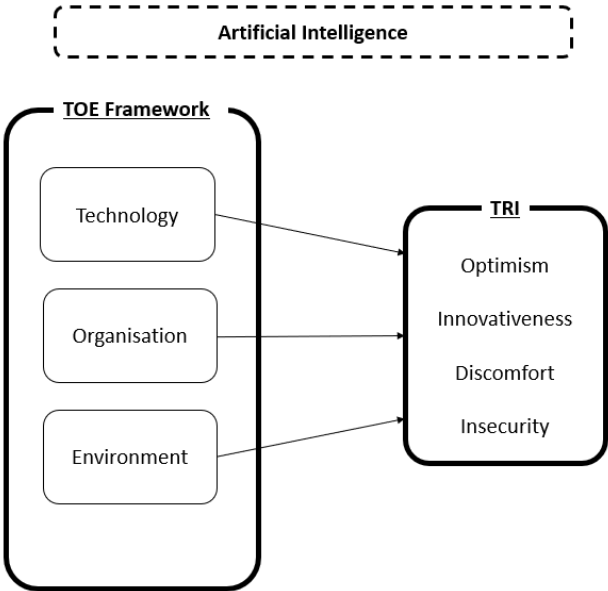 Artificial Intelligence
TOE Framework
Technology
Organisation
Environment
TRI
Optimism
Innovativeness
Discomfort
Insecurity